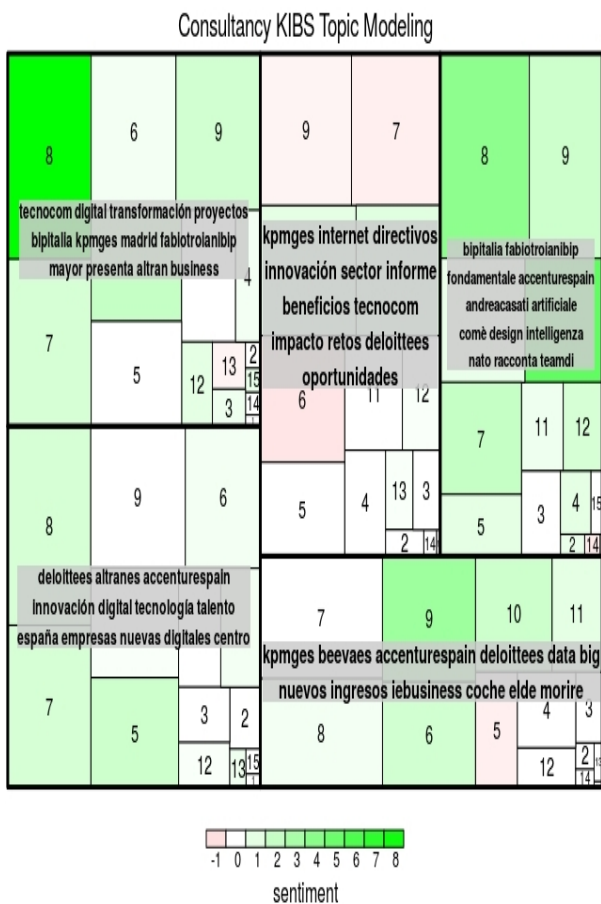 Consultancy KIBS Topic Modeling
8
6
9
tecnocom digital transformación proyectos
bipitalia kpmges madrid fabiotroianibip
mayor presenta altran business
4
7
5
12
13
2
15
3
14
9
7
kpmges internet directivos
innovación sector informe
beneficios tecnocom
impacto retos deloittees
oportunidades
6
11
12
5
4
13
3
2
14
8
9
bipitalia fabiotroianibip
fondamentale accenturespain
andreacasati artificiale
comè design intelligenza
nato racconta teamdi
7
11
12
5
3
4
15
2
14
8
9
6
deloittees altranes accenturespain
innovación digital tecnología talento
españa empresas nuevas digitales centro
7
5
3
2
12
13
15
7
9
10
11
kpmges beevaes accenturespain deloittees data big
nuevos ingresos iebusiness coche elde morire
8
6
5
4
3
12
2
14
-1 0 1 2 3 4 5 6 7 8
sentiment